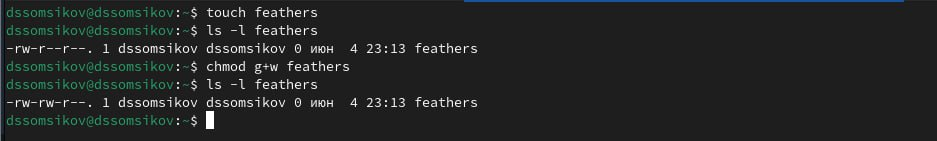 dssomsikov@dssomsikov:~$ touch feathers
dssomsikov@dssomsikov:~$ ls -l feathers
-rw-r--r--. 1 dssomsikov dssomsikov 0 июн  4 23:13 feathers
dssomsikov@dssomsikov:~$ chmod g+w feathers
dssomsikov@dssomsikov:~$ ls -l feathers
-rw-rw-r--. 1 dssomsikov dssomsikov 0 июн  4 23:13 feathers
dssomsikov@dssomsikov:~$